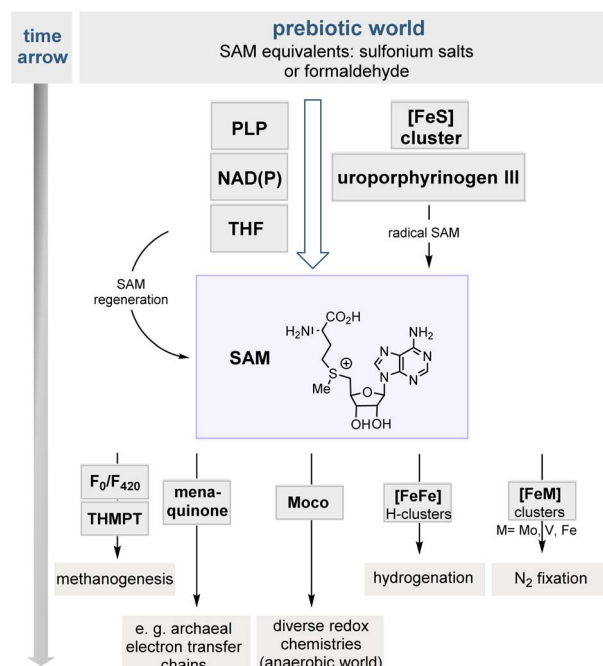 time
arrow
prebiotic world
SAM equivalents: sulfonium salts
or formaldehyde
PLP
NAD(P)
THF
[FeS]
cluster
uroporphyrinogen III
radical SAM
SAM
regeneration
SAM
CO2H
H2N
S
⊕
Me
NH2
N
N
N
N
O
OH
OH
F0/F420
THMPT
methanogenesis
mena-
quinone
e. g. archaeal
electron transfer
chains
Moco
diverse redox
chemistries
(anaerobic world)
[FeFe]
H-clusters
hydrogenation
[FeM]
clusters
M= Mo, V, Fe
N2 fixation